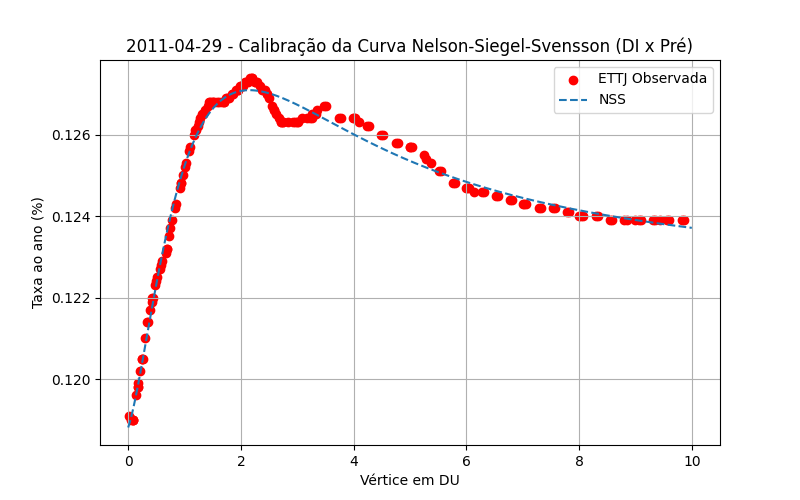 2011-04-29 - Calibração da Curva Nelson-Siegel-Svensson (DI x Pré)
ETTJ Observada
NSS
Taxa ao ano (%)
0.126
0.124
0.122
0.120
0 2 4 6 8 10
Vértice em DU